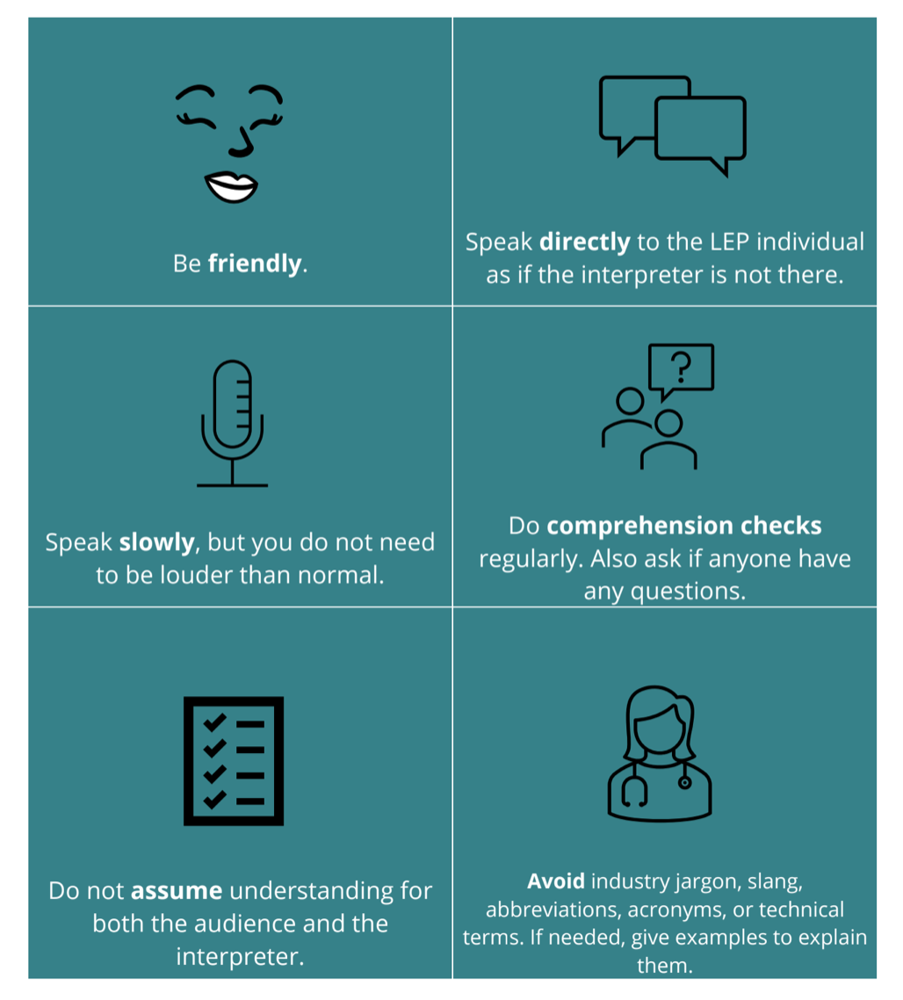 Be friendly.
Speak directly to the LEP individual
as if the interpreter is not there.
Speak slowly, but you do not need
to be louder than normal.
?
Do comprehension checks
regularly. Also ask if anyone have
any questions.
Do not assume understanding for
both the audience and the
interpreter.
Avoid industry jargon, slang,
abbreviations, acronyms, or technical
terms. If needed, give examples to explain
them.